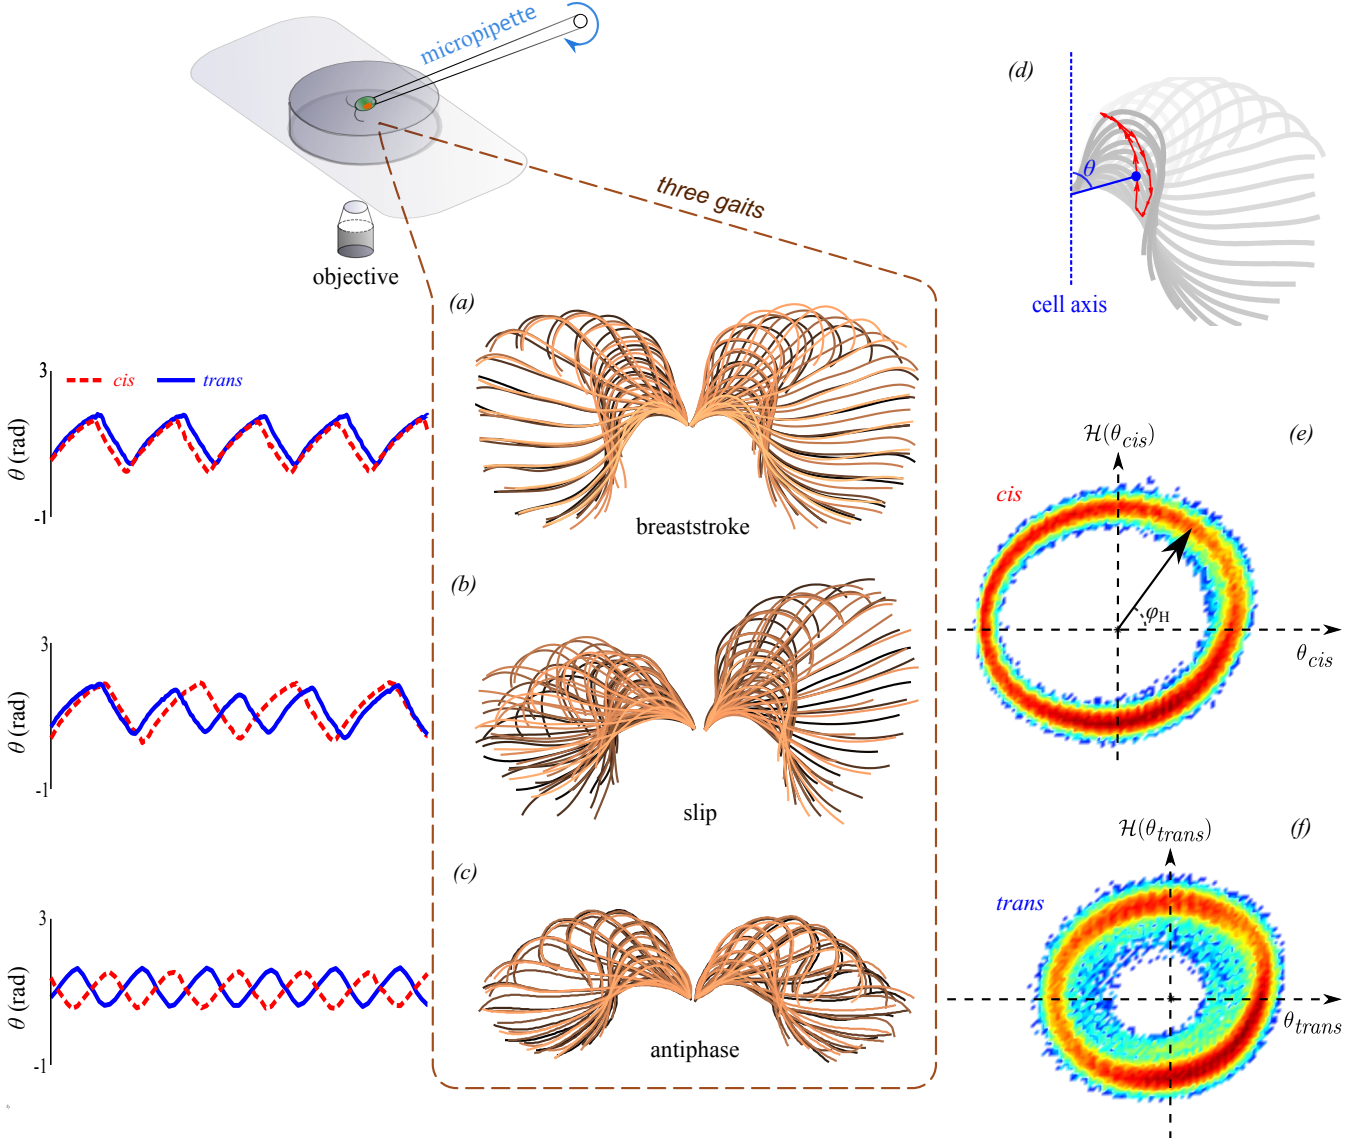 micropipette
(d)
θ
three gaits
objective
cell axis
(a)
3
cis
trans
θ (rad)
-1
breaststroke
H(θcis)
(e)
cis
φH
θcis
(b)
3
θ (rad)
-1
slip
H(θtrans)
(f)
trans
θtrans
(c)
3
θ (rad)
-1
antiphase